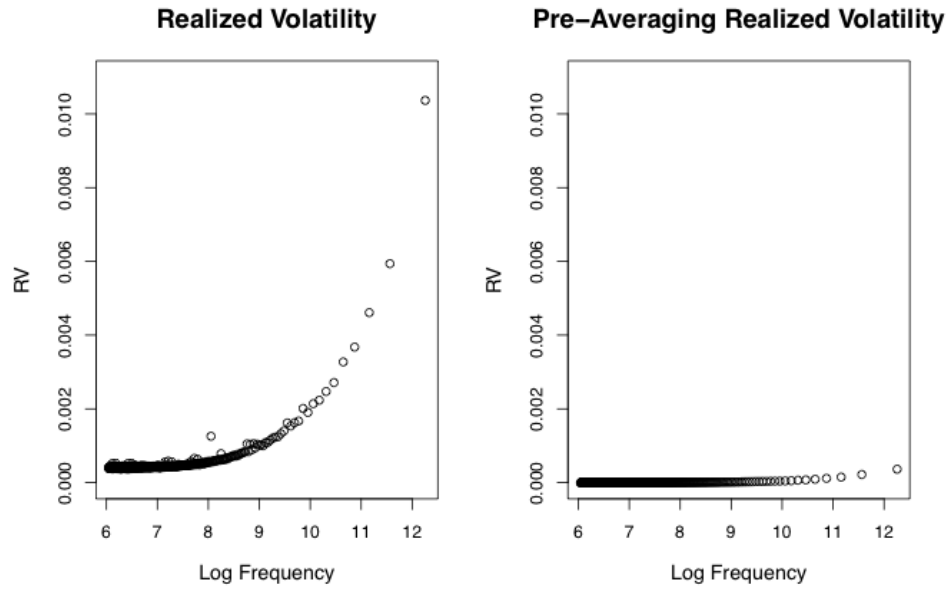 Realized Volatility
RV
0.000 0.002 0.004 0.006 0.008 0.010
6 7 8 9 10 11 12
Log Frequency
Pre−Averaging Realized Volatility
RV
0.000 0.002 0.004 0.006 0.008 0.010
6 7 8 9 10 11 12
Log Frequency